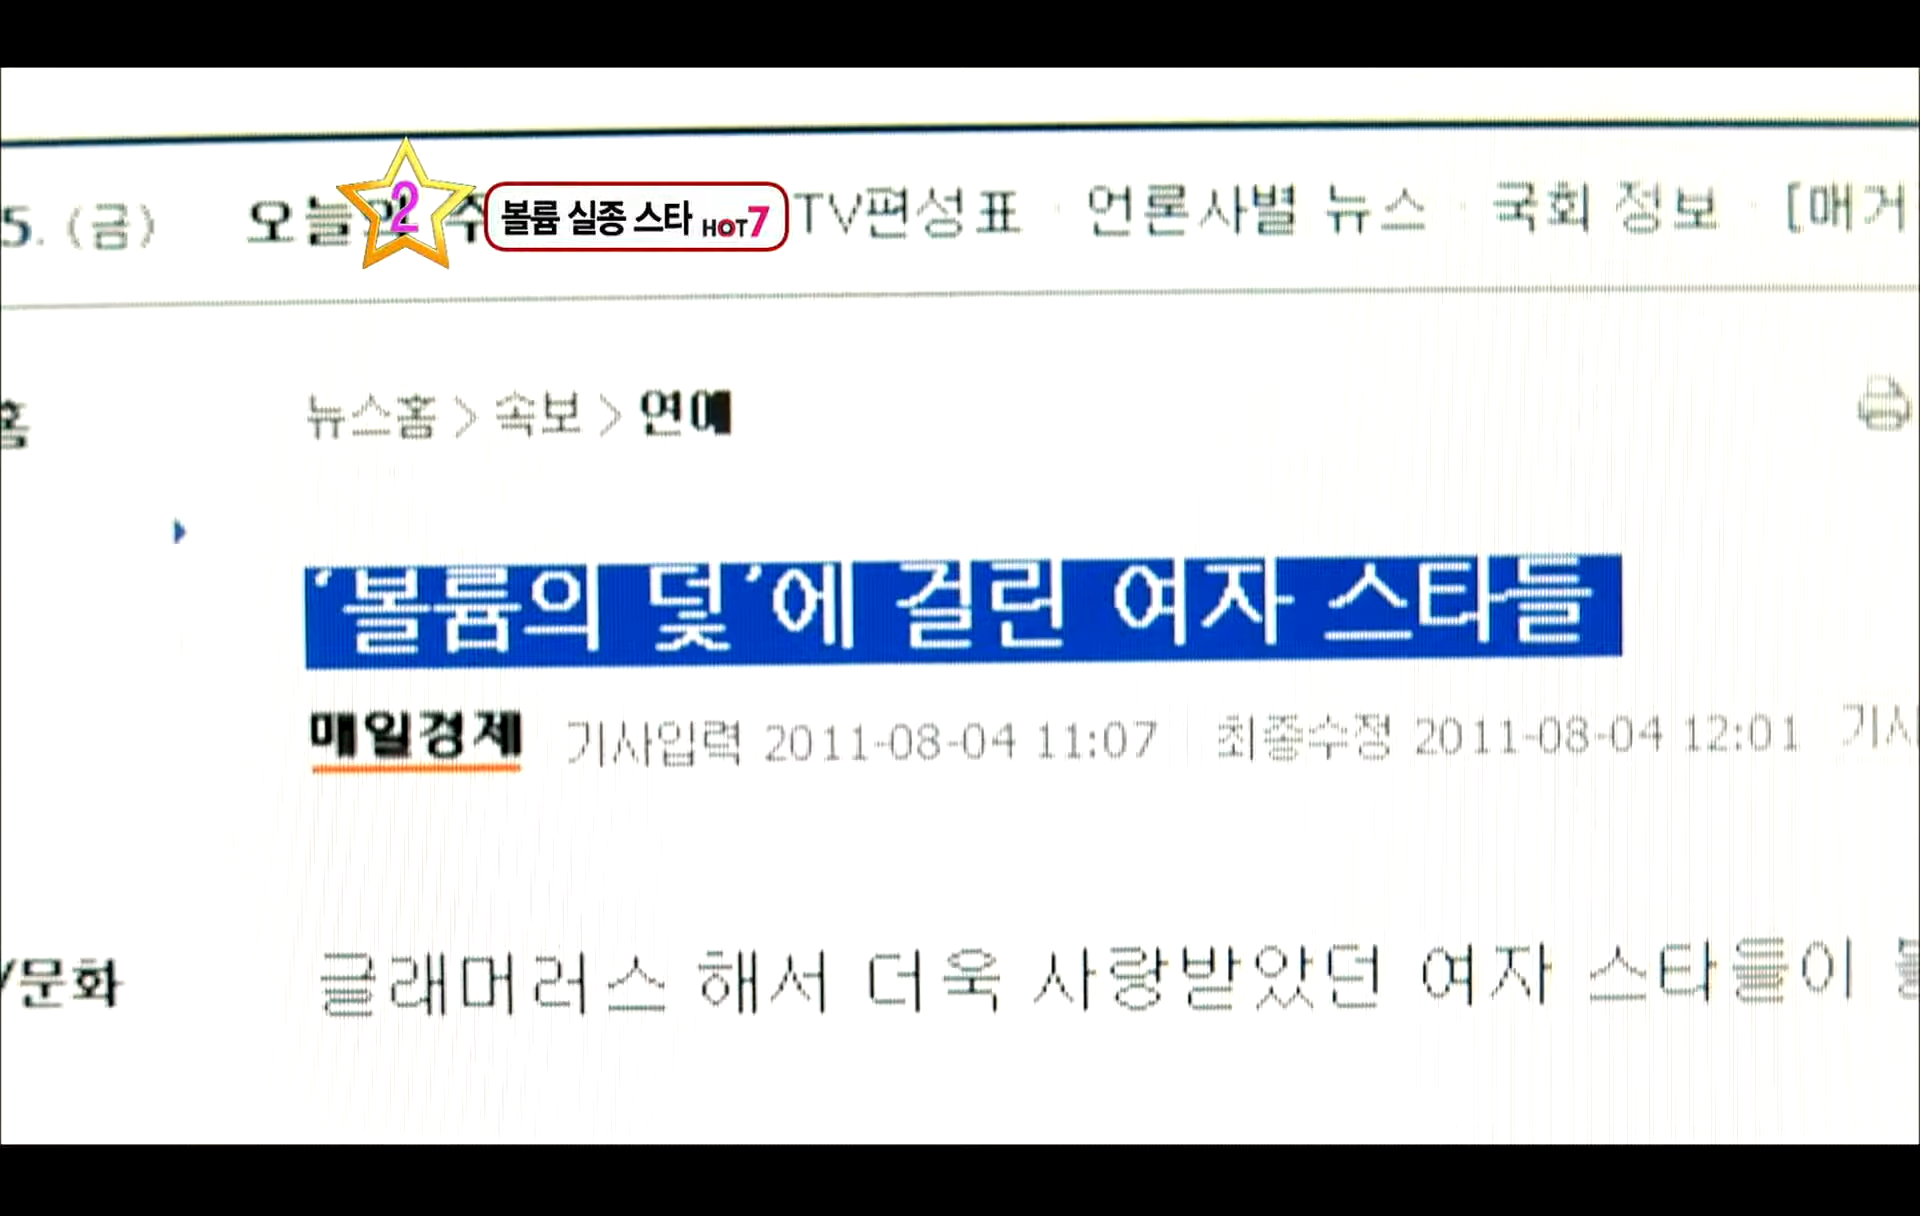 5. (금) 오늘의 주 TV편성표 언론사별 뉴스 국회 정보 [매거
2 볼륨 실종 스타 HOT7
홀
뉴스홈 > 속보 > 연예
‘볼륨의 덫’에 걸린 여자 스타들
매일경제 기사입력 2011-08-04 11:07 최종수정 2011-08-04 12:01 기사
/문화
글래머러스 해서 더욱 사랑받았던 여자 스타들이